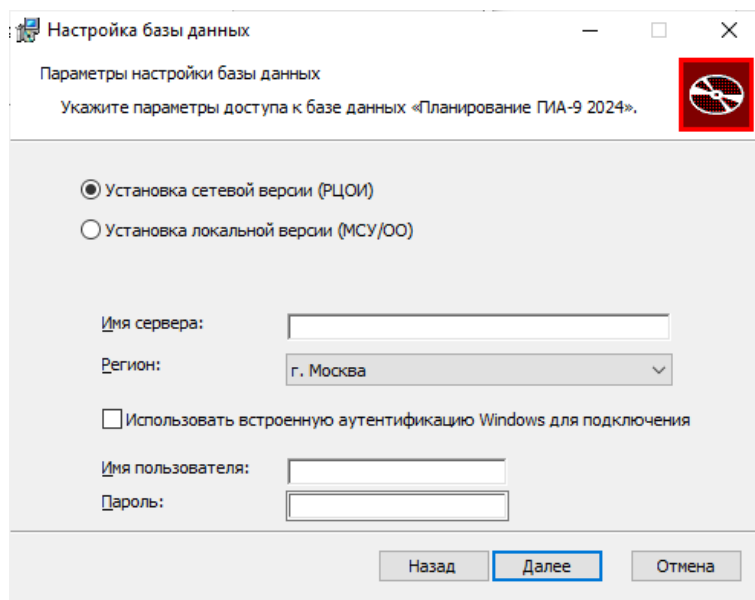 Настройка базы данных
Параметры настройки базы данных
Укажите параметры доступа к базе данных «Планирование ГИА-9 2024».
Установка сетевой версии (РЦОИ)
Установка локальной версии (МСУ/ОО)
Имя сервера:
Регион:
г. Москва
Использовать встроенную аутентификацию Windows для подключения
Имя пользователя:
Пароль:
Назад
Далее
Отмена